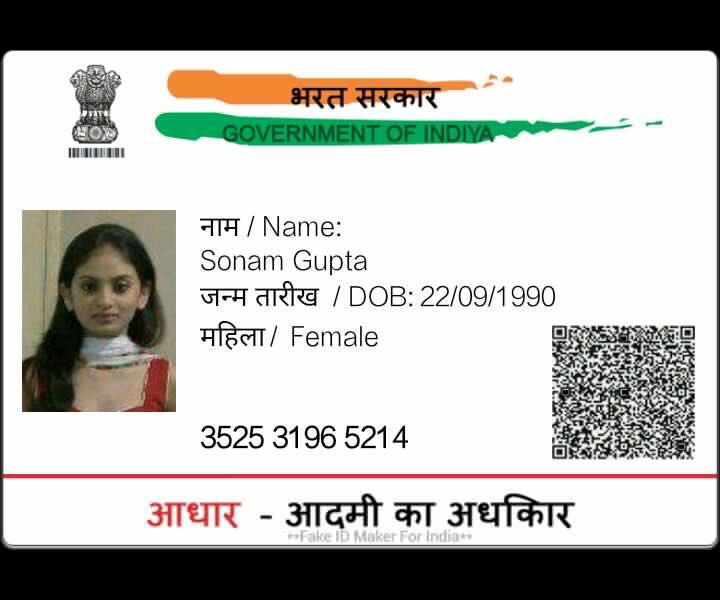 भरत सरकार
GOVERNMENT OF INDIYA
नाम / Name:
Sonam Gupta
जन्म तारीख / DOB: 22/09/1990
महिला / Female
3525 3196 5214
आधार - आदमी का अधकिार
**Fake ID Maker For India**